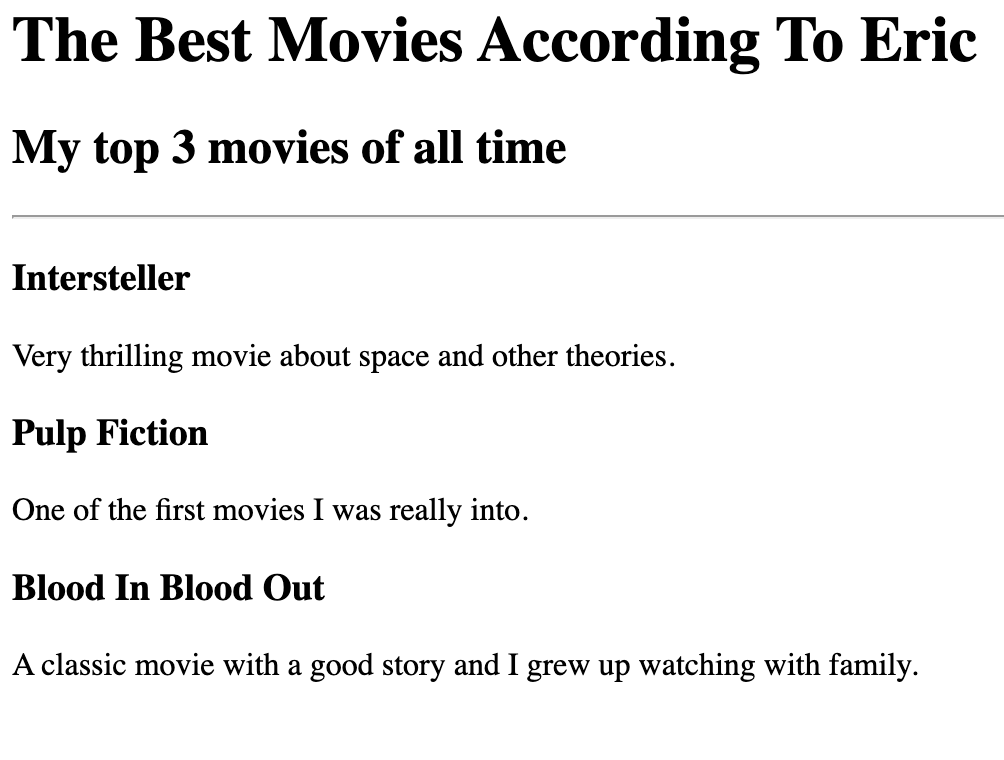 The Best Movies According To Eric
My top 3 movies of all time
Intersteller
Very thrilling movie about space and other theories.
Pulp Fiction
One of the first movies I was really into.
Blood In Blood Out
A classic movie with a good story and I grew up watching with family.